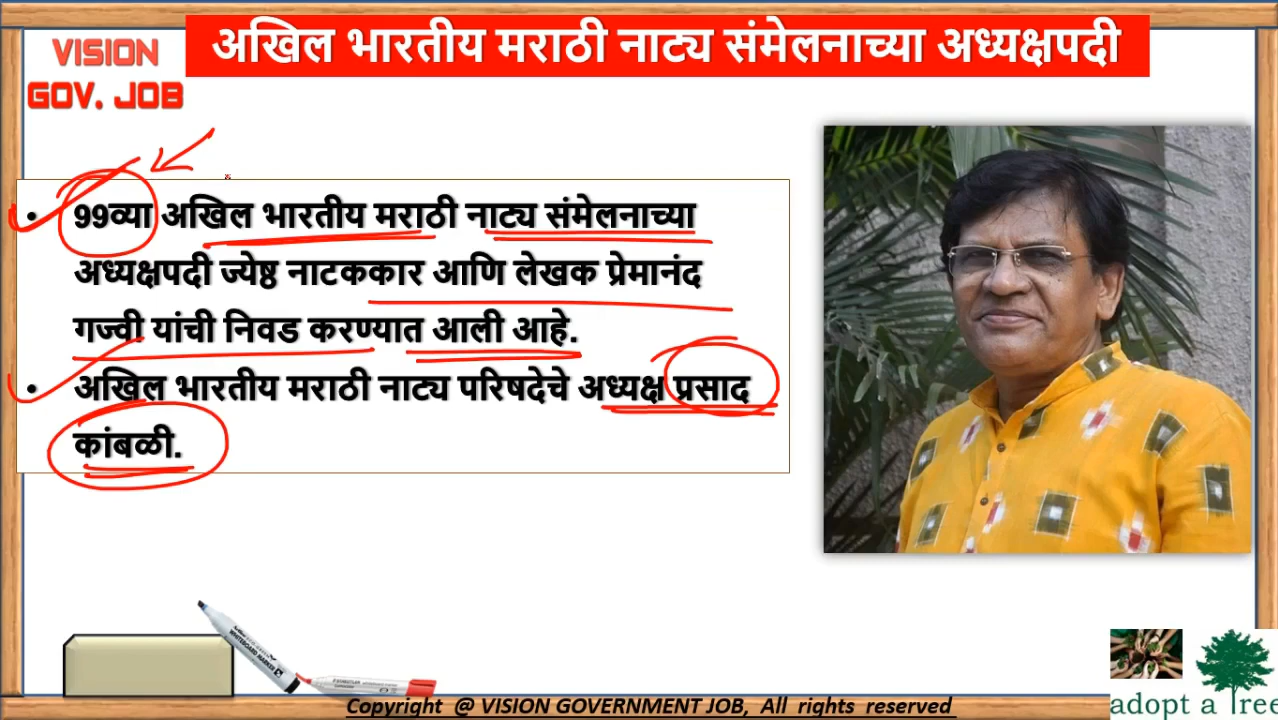 अखिल भारतीय मराठी नाट्य संमेलनाच्या अध्यक्षपदी
VISION
GOV. JOB
• 99व्या अखिल भारतीय मराठी नाट्य संमेलनाच्या
अध्यक्षपदी ज्येष्ठ नाटककार आणि लेखक प्रेमानंद
गज्वी यांची निवड करण्यात आली आहे.
• अखिल भारतीय मराठी नाट्य परिषदेचे अध्यक्ष प्रसाद
कांबळी.
WHITEBOARD MARKER
Copyright @ VISION GOVERNMENT JOB, All rights reserved
adopt a Tree